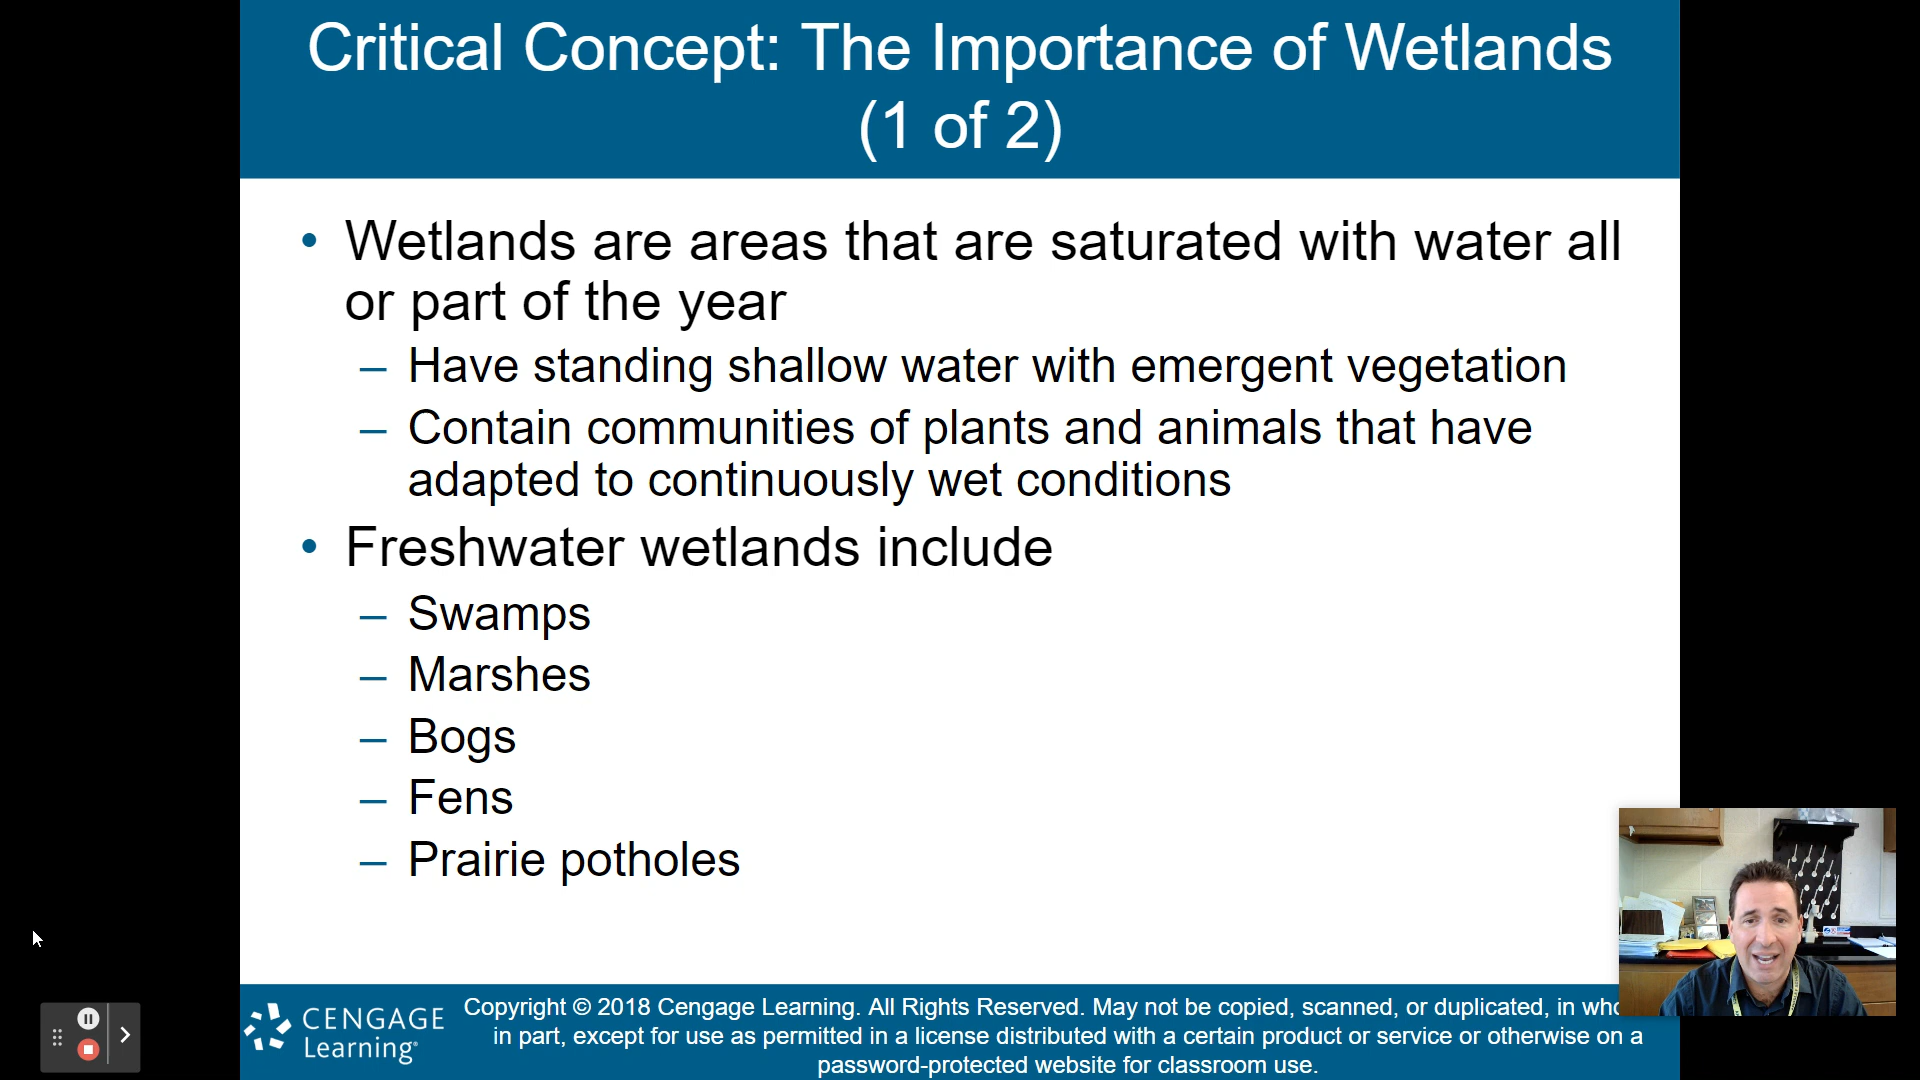 Critical Concept: The Importance of Wetlands
(1 of 2)
• Wetlands are areas that are saturated with water all
or part of the year
– Have standing shallow water with emergent vegetation
– Contain communities of plants and animals that have
adapted to continuously wet conditions
• Freshwater wetlands include
– Swamps
– Marshes
– Bogs
– Fens
– Prairie potholes
CENGAGE
Learning®
Copyright © 2018 Cengage Learning. All Rights Reserved. May not be copied, scanned, or duplicated, in
in part, except for use as permitted in a license distributed with a certain product or service or otherwise on a
password-protected website for classroom use.